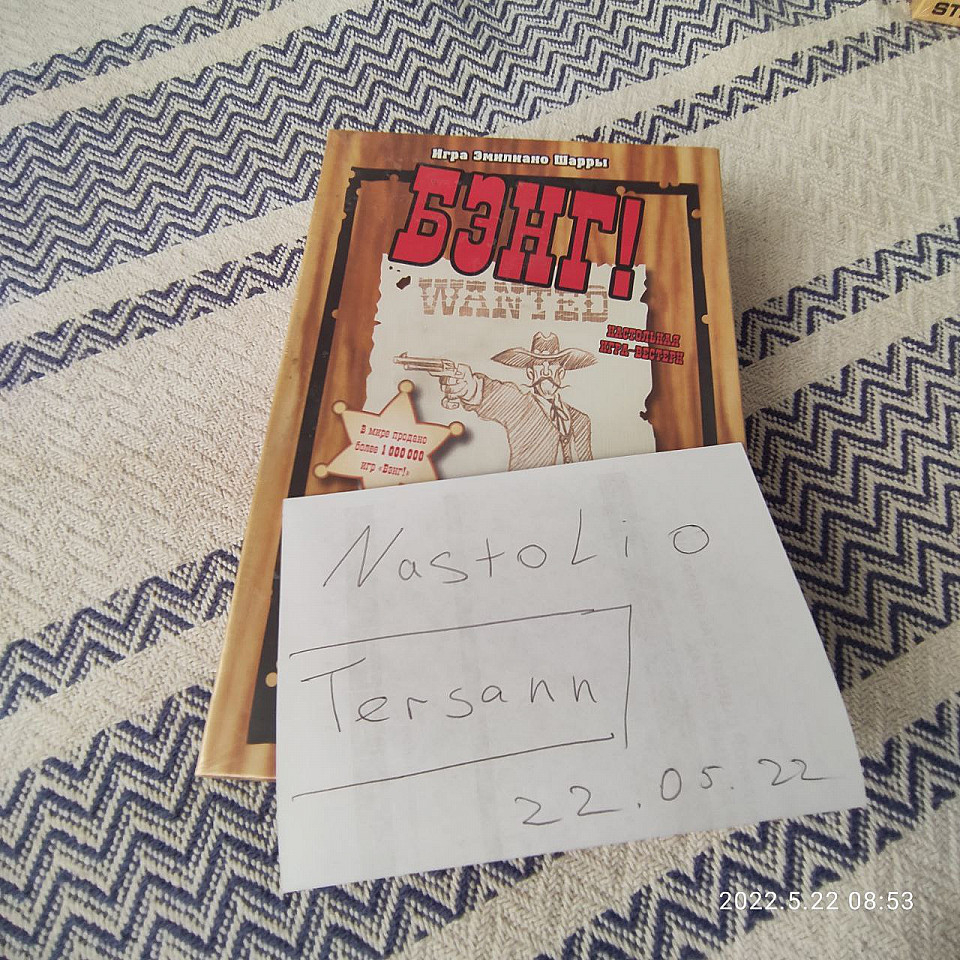 ST
Игра Эмилиано Шарры
БЭНГ!
WANTED
НАСТОЛЬНАЯ
ИГРА-ВЕСТЕРН
В мире продано
более 1 000 000
игр «Бэнг!»
Nastolio
Tersann
22.05.22
2022.5.22 08:53